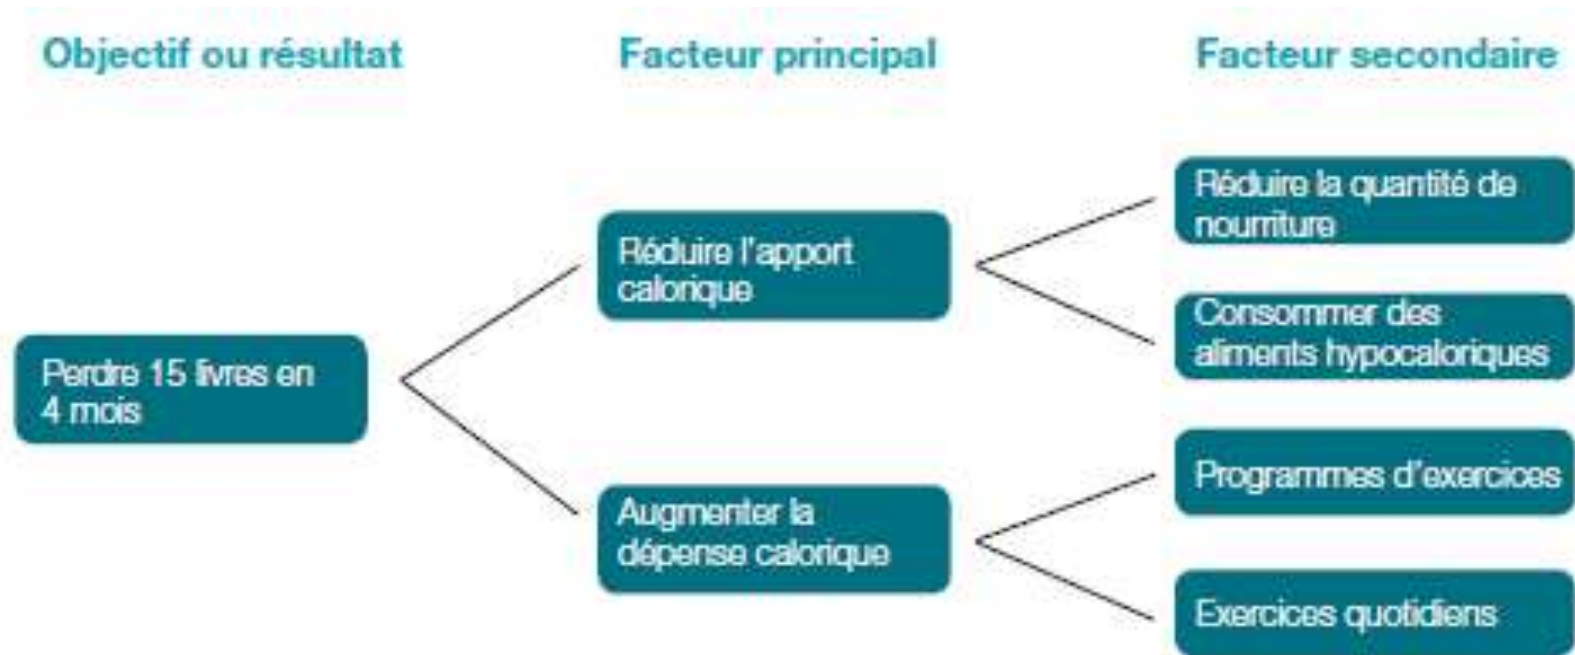 Objectif ou résultat
Facteur principal
Facteur secondaire
Perdre 15 livres en
4 mois
Réduire l'apport
calorique
Augmenter la
dépense calorique
Réduire la quantité de
nourriture
Consommer des
aliments hypocaloriques
Programmes d'exercices
Exercices quotidiens